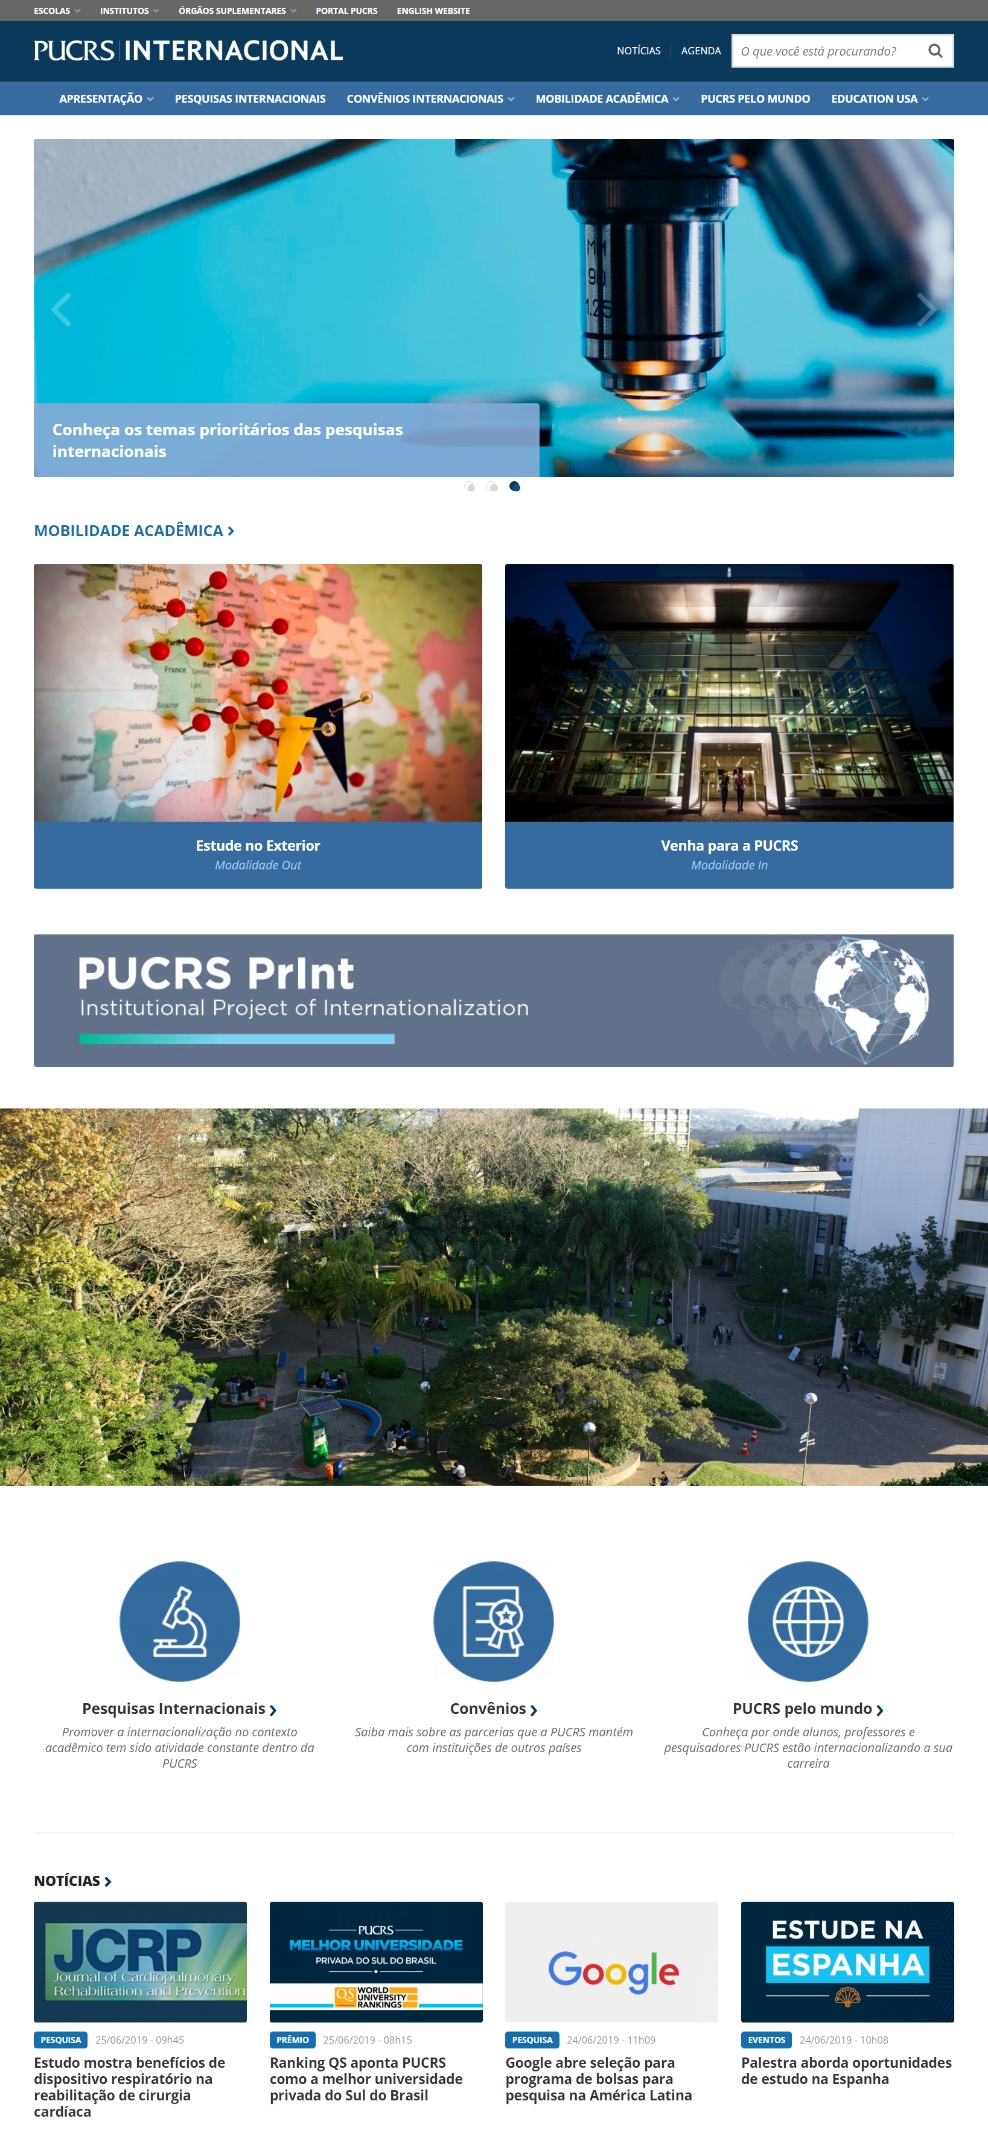 ESCOLAS INSTITUTOS ÓRGÃOS SUPLEMENTARES PORTAL PUCRS ENGLISH WEBSITE
PUCRS INTERNACIONAL
NOTÍCIAS AGENDA O que você está procurando?
APRESENTAÇÃO PESQUISAS INTERNACIONAIS CONVÊNIOS INTERNACIONAIS MOBILIDADE ACADÊMICA PUCRS PELO MUNDO EDUCATION USA
MM
90
1.25
Conheça os temas prioritários das pesquisas
internacionais
MOBILIDADE ACADÊMICA
London
Paris
France
Madrid
Algiers
Estude no Exterior
Modalidade Out
Venha para a PUCRS
Modalidade In
PUCRS PrInt
Institutional Project of Internationalization
Pesquisas Internacionais
Promover a internacionalização no contexto
acadêmico tem sido atividade constante dentro da
PUCRS
Convênios
Saiba mais sobre as parcerias que a PUCRS mantém
com instituições de outros países
PUCRS pelo mundo
Conheça por onde alunos, professores e
pesquisadores PUCRS estão internacionalizando a sua
carreira
NOTÍCIAS
JCRP
Journal of Cardiopulmonary
Rehabilitation and Prevention
PESQUISA 25/06/2019 - 09h45
Estudo mostra benefícios de
dispositivo respiratório na
reabilitação de cirurgia
cardíaca
PUCRS
MELHOR UNIVERSIDADE
PRIVADA DO SUL DO BRASIL
QS WORLD
UNIVERSITY
RANKINGS
PRÊMIO 25/06/2019 - 08h15
Ranking QS aponta PUCRS
como a melhor universidade
privada do Sul do Brasil
Google
PESQUISA 24/06/2019 - 11h09
Google abre seleção para
programa de bolsas para
pesquisa na América Latina
ESTUDE NA
ESPANHA
EVENTOS 24/06/2019 - 10h08
Palestra aborda oportunidades
de estudo na Espanha